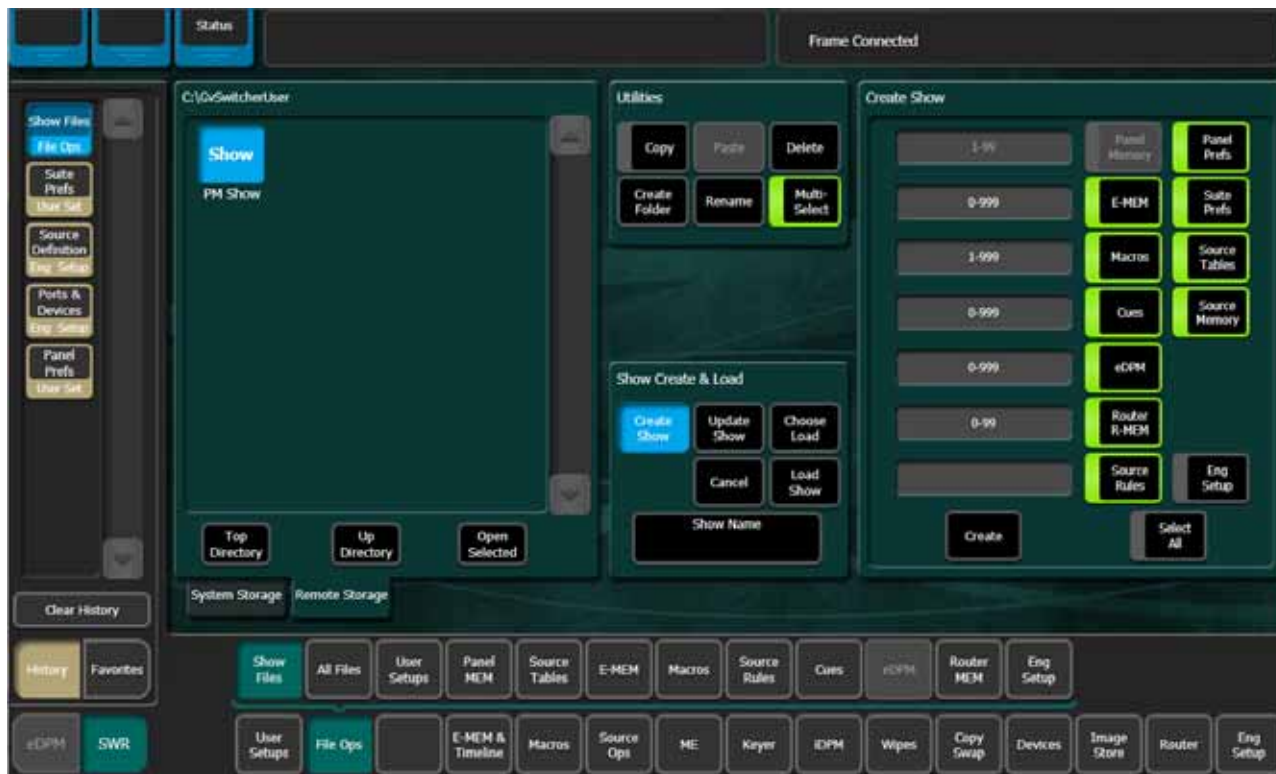 Status
Frame Connected
Show Files
File Ops
Suite
Prefs
User Set
Source
Definition
Eng Setup
Ports &
Devices
Eng Setup
Panel
Prefs
User Set
Clear History
History
Favorites
eDPM
SWR
C:\GvSwitcherUser
Show
PM Show
Top
Directory
Up
Directory
Open
Selected
System Storage
Remote Storage
Utilities
Copy
Paste
Delete
Create
Folder
Rename
Multi-
Select
Show Create & Load
Create
Show
Update
Show
Choose
Load
Cancel
Load
Show
Show Name
Create Show
1-99
Panel
Memory
Panel
Prefs
0-999
E-MEM
Suite
Prefs
1-999
Macros
Source
Tables
0-999
Cues
Source
Memory
0-999
eDPM
0-99
Router
R-MEM
Source
Rules
Eng
Setup
Create
Select
All
Show
Files
All Files
User
Setups
Panel
MEM
Source
Tables
E-MEM
Macros
Source
Rules
Cues
eDPM
Router
MEM
Eng
Setup
User
Setups
File Ops
E-MEM &
Timeline
Macros
Source
Ops
ME
Keyer
iDPM
Wipes
Copy
Swap
Devices
Image
Store
Router
Eng
Setup